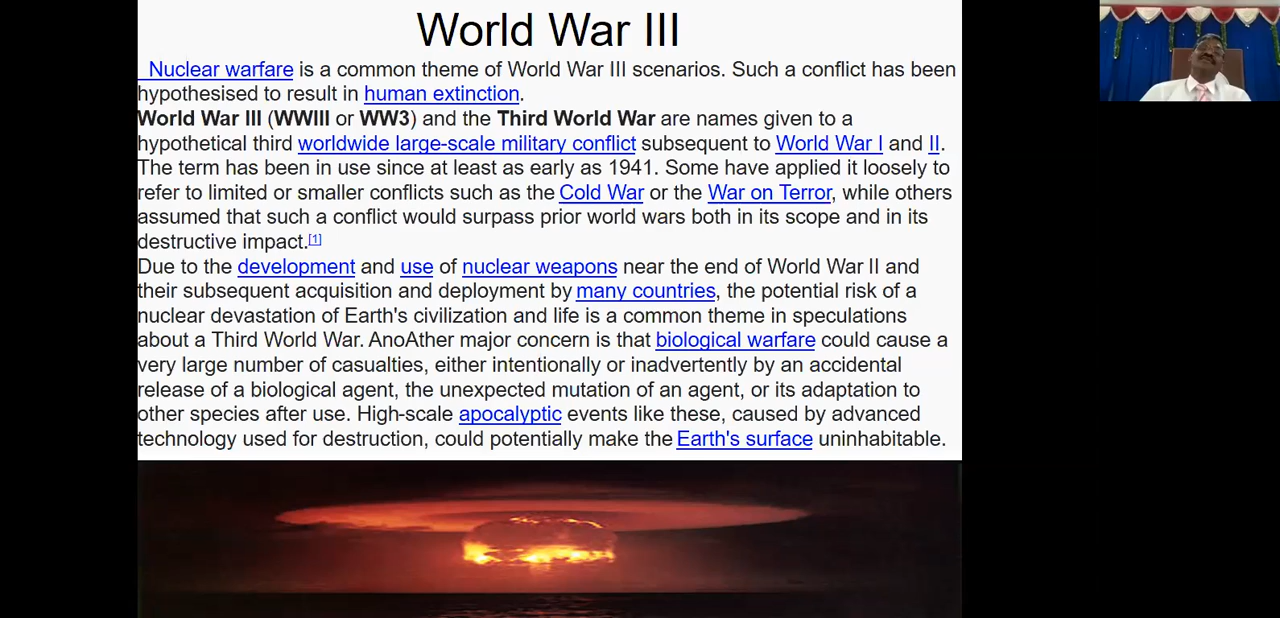 World War III
Nuclear warfare is a common theme of World War III scenarios. Such a conflict has been
hypothesised to result in human extinction.
World War III (WWIII or WW3) and the Third World War are names given to a
hypothetical third worldwide large-scale military conflict subsequent to World War I and II.
The term has been in use since at least as early as 1941. Some have applied it loosely to
refer to limited or smaller conflicts such as the Cold War or the War on Terror, while others
assumed that such a conflict would surpass prior world wars both in its scope and in its
destructive impact.[1]
Due to the development and use of nuclear weapons near the end of World War II and
their subsequent acquisition and deployment by many countries, the potential risk of a
nuclear devastation of Earth's civilization and life is a common theme in speculations
about a Third World War. AnoAther major concern is that biological warfare could cause a
very large number of casualties, either intentionally or inadvertently by an accidental
release of a biological agent, the unexpected mutation of an agent, or its adaptation to
other species after use. High-scale apocalyptic events like these, caused by advanced
technology used for destruction, could potentially make the Earth's surface uninhabitable.